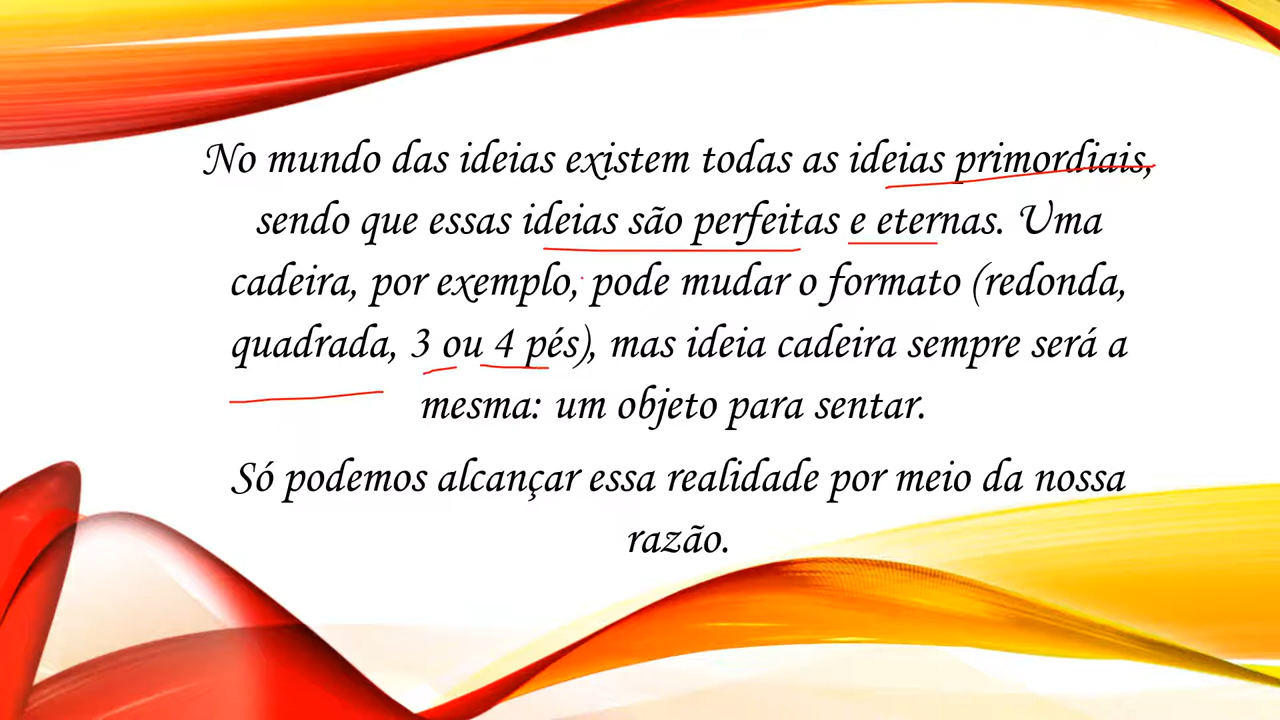 No mundo das ideias existem todas as ideias primordiais,
sendo que essas ideias são perfeitas e eternas. Uma
cadeira, por exemplo, pode mudar o formato (redonda,
quadrada, 3 ou 4 pés), mas ideia cadeira sempre será a
mesma: um objeto para sentar.
Só podemos alcançar essa realidade por meio da nossa
razão.